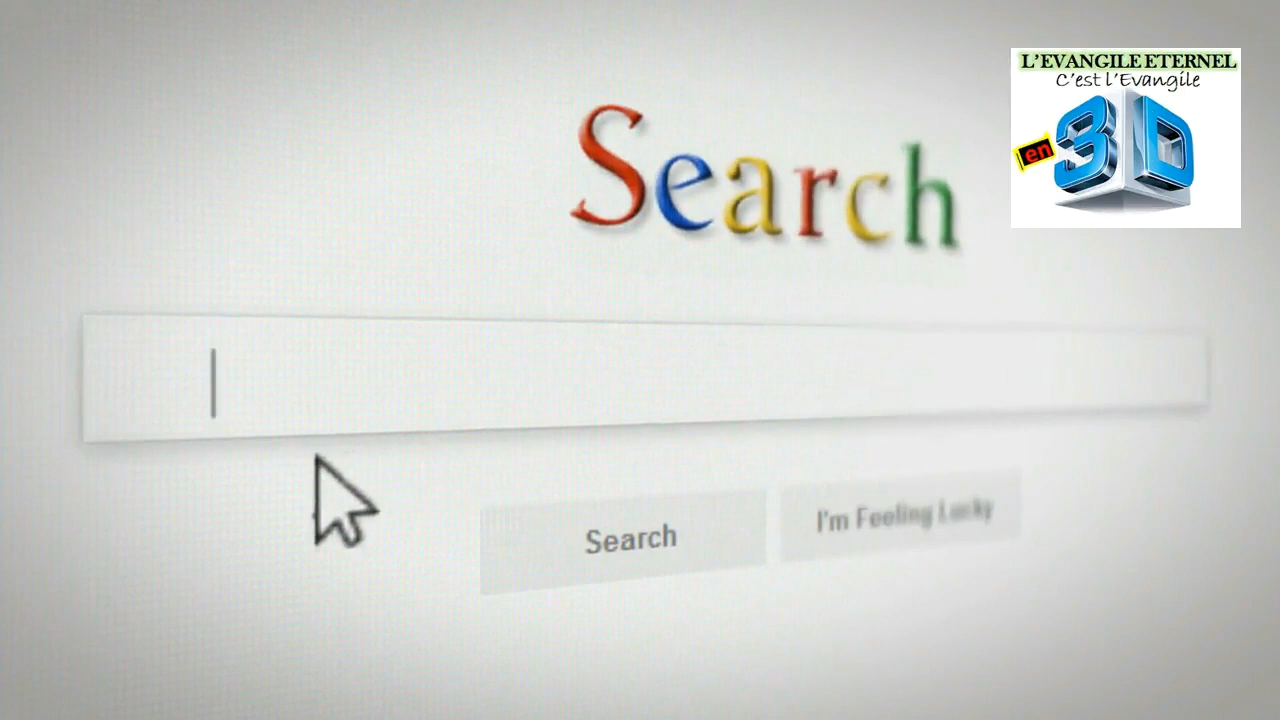 L'EVANGILE ETERNEL
C'est l'Evangile
en
3D
Search
Search
I'm Feeling Lucky